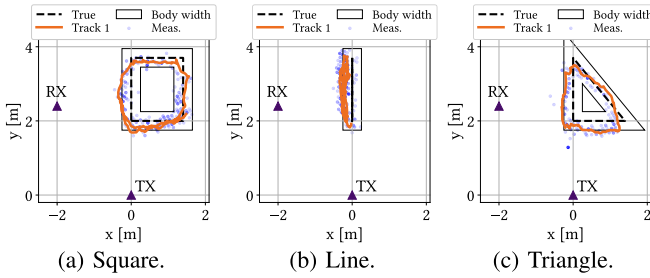 True Body width
Track 1 Meas.
True Body width
Track 1 Meas.
True Body width
Track 1 Meas.
4
2
0
y [m]
RX
TX
−2 0 2
x [m]
(a) Square.
4
2
0
y [m]
RX
TX
−2 0 2
x [m]
(b) Line.
4
2
0
y [m]
RX
TX
−2 0 2
x [m]
(c) Triangle.